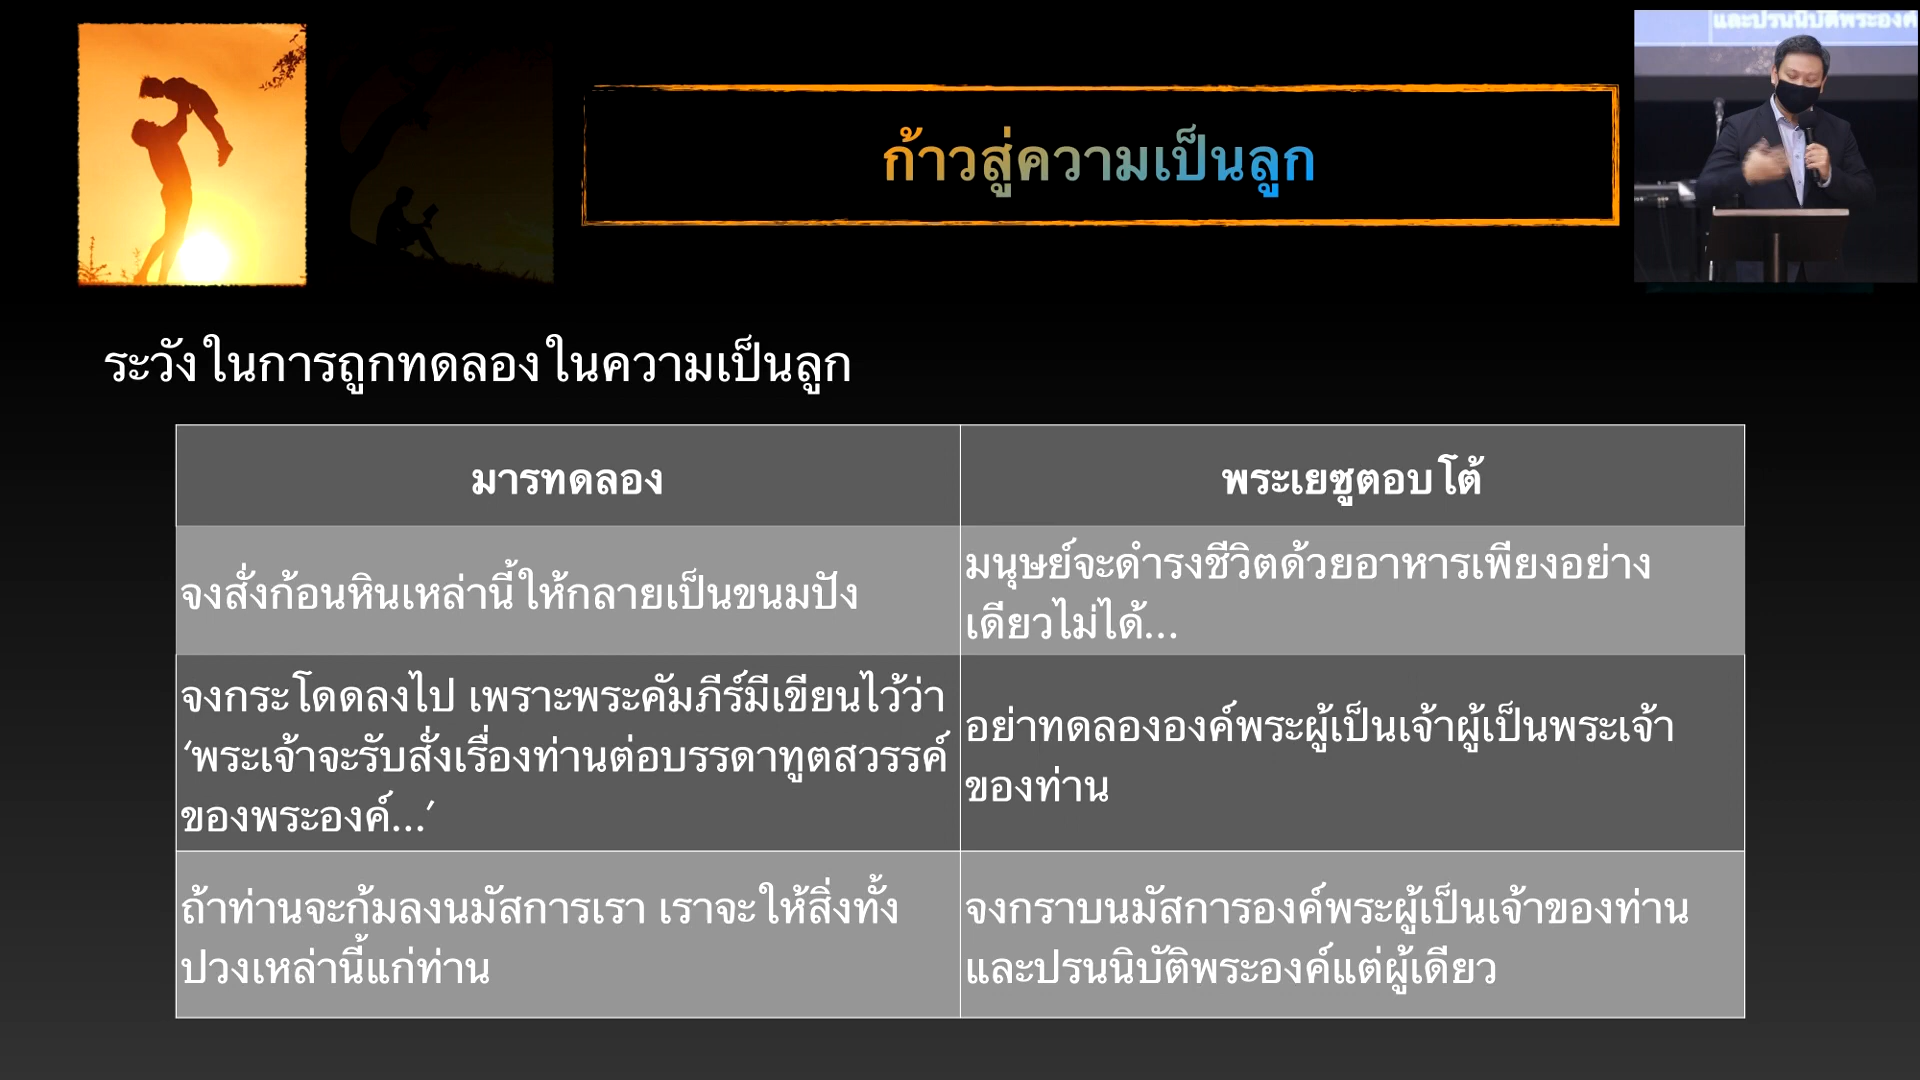 และปรนนิบัติพระองค์
ก้าวสู่ความเป็นลูก
ระวังในการถูกทดลองในความเป็นลูก
มารทดลอง
พระเยซูตอบโต้
จงสั่งก้อนหินเหล่านี้ให้กลายเป็นขนมปัง
มนุษย์จะดำรงชีวิตด้วยอาหารเพียงอย่าง
เดียวไม่ได้...
จงกระโดดลงไป เพราะพระคัมภีร์มีเขียนไว้ว่า
‘พระเจ้าจะรับสั่งเรื่องท่านต่อบรรดาทูตสวรรค์
ของพระองค์...’
อย่าทดลององค์พระผู้เป็นเจ้าผู้เป็นพระเจ้า
ของท่าน
ถ้าท่านจะก้มลงนมัสการเรา เราจะให้สิ่งทั้ง
ปวงเหล่านี้แก่ท่าน
จงกราบนมัสการองค์พระผู้เป็นเจ้าของท่าน
และปรนนิบัติพระองค์แต่ผู้เดียว